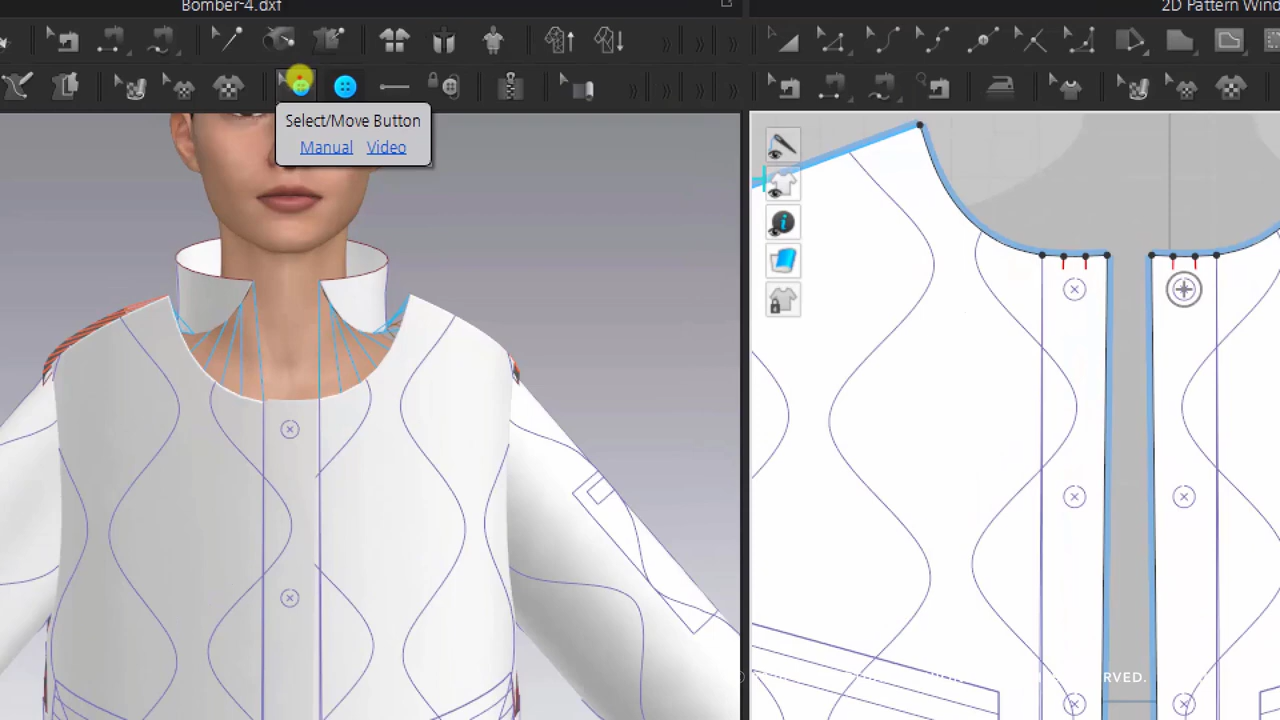 Bomber-4.dxf
2D Pattern Wind
Select/Move Button
Manual Video
RVED.